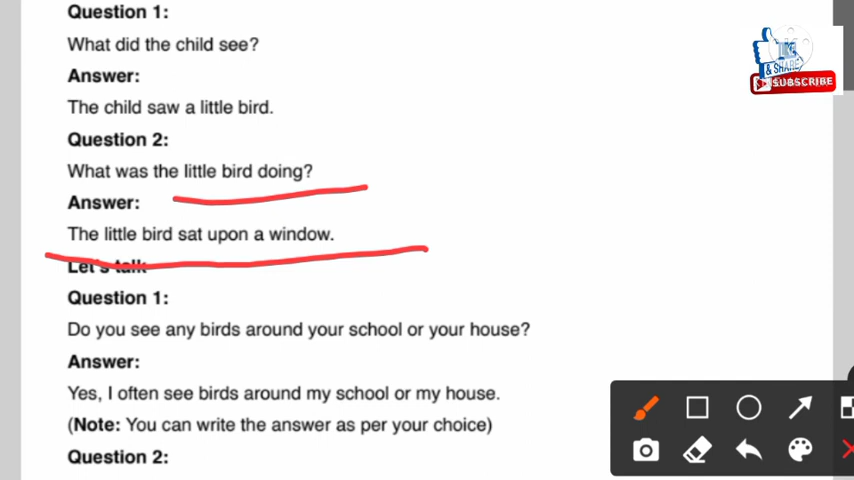 Question 1:
What did the child see?
Answer:
The child saw a little bird.
Question 2:
What was the little bird doing?
Answer:
The little bird sat upon a window.
Let's talk
Question 1:
Do you see any birds around your school or your house?
Answer:
Yes, I often see birds around my school or my house.
(Note: You can write the answer as per your choice)
Question 2:
LIKE
& SHARE
SUBSCRIBE